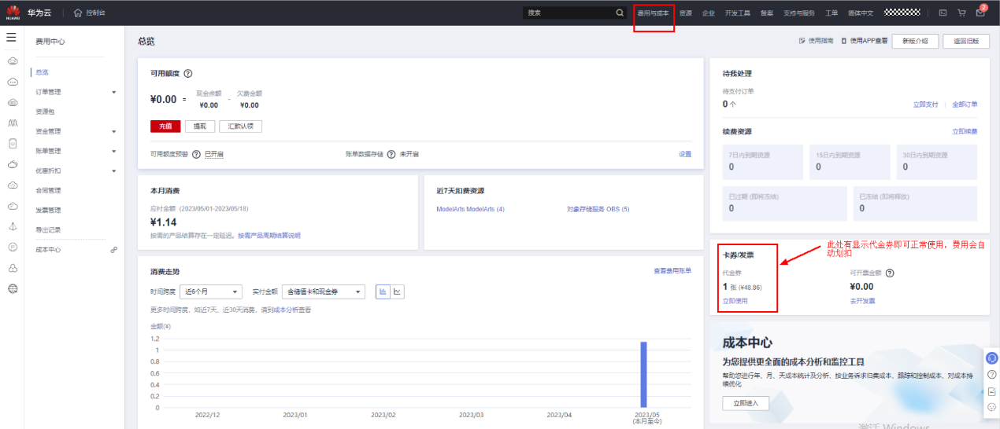 HUAWEI
华为云
控制台
搜索
费用与成本
资源
企业
开发工具
备案
支持与服务
工单
简体中文
2
费用中心
总览
订单管理
资源包
资金管理
账单管理
优惠折扣
合同管理
发票管理
导出记录
成本中心
总览
使用指南
使用APP查看
新版介绍
返回旧版
可用额度
¥0.00 =
现金余额
¥0.00
-
欠费金额
¥0.00
充值
提现
汇款认领
可用额度预警
已开启
账单数据存储
未开启
设置
本月消费
应付金额 (2023/05/01-2023/05/18)
¥1.14
按需的产品结算存在一定延迟。按需产品周期结算说明
近7天扣费资源
ModelArts ModelArts (4)
对象存储服务 OBS (5)
消费走势
查看费用账单
时间跨度
近6个月
实付金额
含储值卡和现金券
更多时间跨度，如近7天、近30天消费，请到成本分析查看
金额(¥)
1.2
1
0.8
0.6
0.4
0.2
0
2022/12
2023/01
2023/02
2023/03
2023/04
2023/05
(本月至今)
待我处理
待支付订单
0 个
立即支付
全部订单
续费资源
立即续费
7日内到期资源
0
15日内到期资源
0
30日内到期资源
0
已过期 (即将冻结)
0
已冻结 (即将释放)
0
此处有显示代金券即可正常使用，费用会自
动划扣
卡券/发票
代金券
1 张 (¥48.86)
立即使用
可开票金额
¥0.00
去开发票
成本中心
为您提供更全面的成本分析和监控工具
帮助您进行年、月、天成本统计及分析、按业务诉求归集成本、跟踪和控制成本、对成本持
续优化
立即进入
激活 Windows